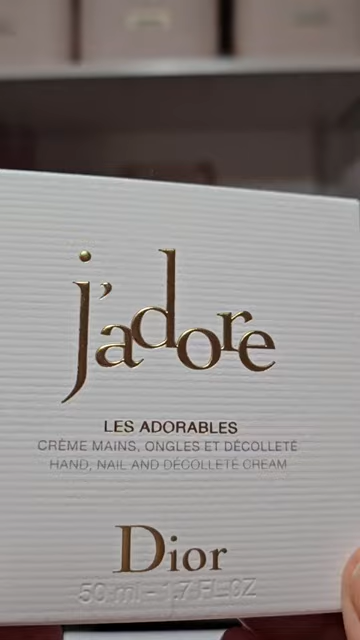 j'adore
LES ADORABLES
CRÈME MAINS, ONGLES ET DÉCOLLETÉ
HAND, NAIL AND DÉCOLLETÉ CREAM
Dior
50 ml - 1.7 FL.OZ